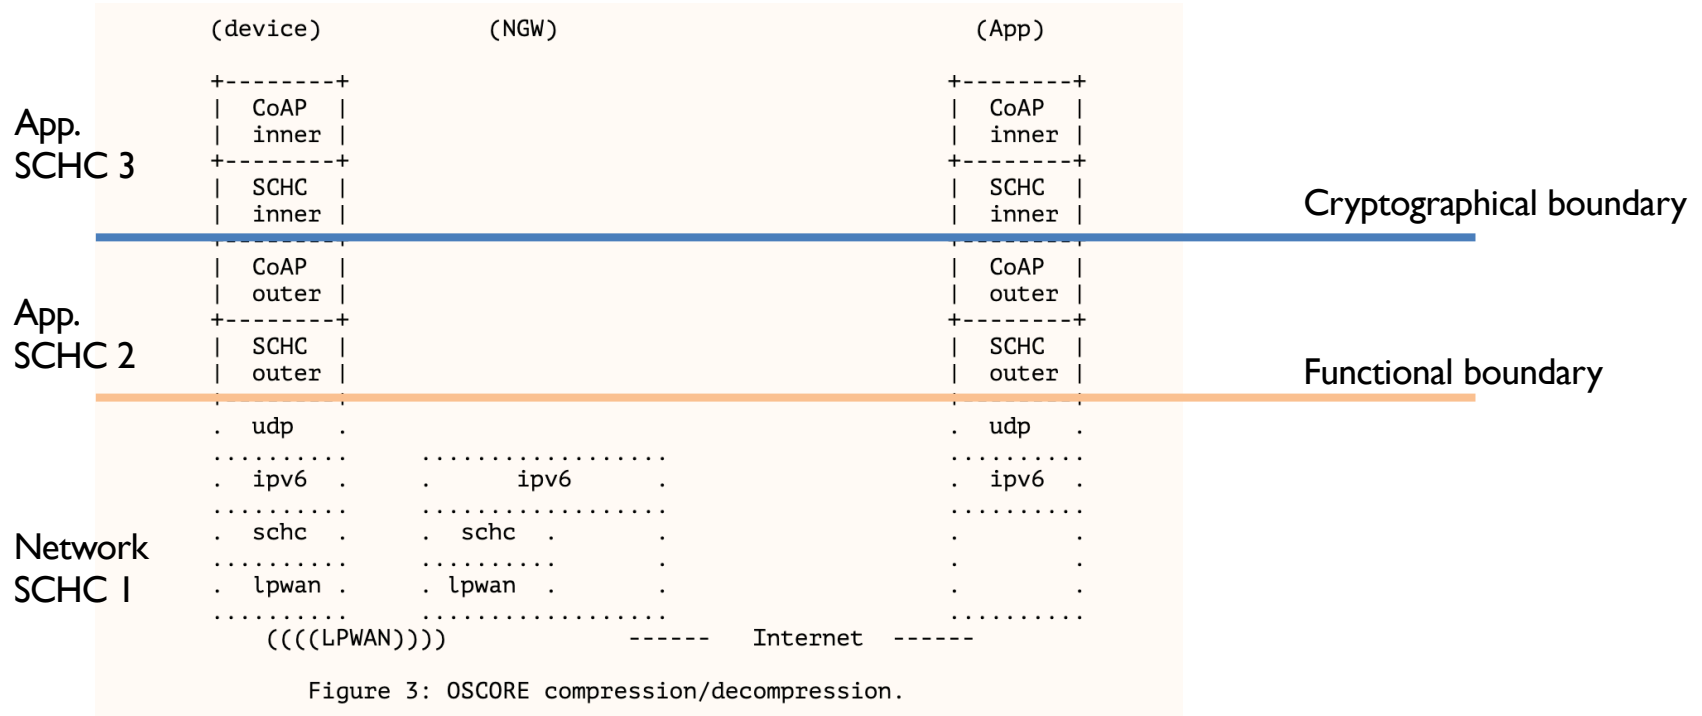 (device)            (NGW)                              (App)
+--------+                                            +--------+
App.
SCHC 3
|  CoAP  |                                            |  CoAP  |
|  inner |                                            |  inner |
+--------+                                            +--------+
|  SCHC  |                                            |  SCHC  |
|  inner |                                            |  inner |
Cryptographical boundary
+--------+                                            +--------+
App.
SCHC 2
|  CoAP  |                                            |  CoAP  |
|  outer |                                            |  outer |
+--------+                                            +--------+
|  SCHC  |                                            |  SCHC  |
|  outer |                                            |  outer |
Functional boundary
+--------+                                            +--------+
.  udp   .                                            .  udp   .
..........     ..................                     ..........
.  ipv6  .     .      ipv6      .                     .  ipv6  .
..........     ..................                     ..........
Network
SCHC 1
.  schc  .     .  schc  .       .                     .        .
..........     ..........       .                     .        .
.  lpwan .     . lpwan  .       .                     .        .
..........     ..................                     ..........
((((LPWAN))))             ------   Internet  ------
Figure 3: OSCORE compression/decompression.